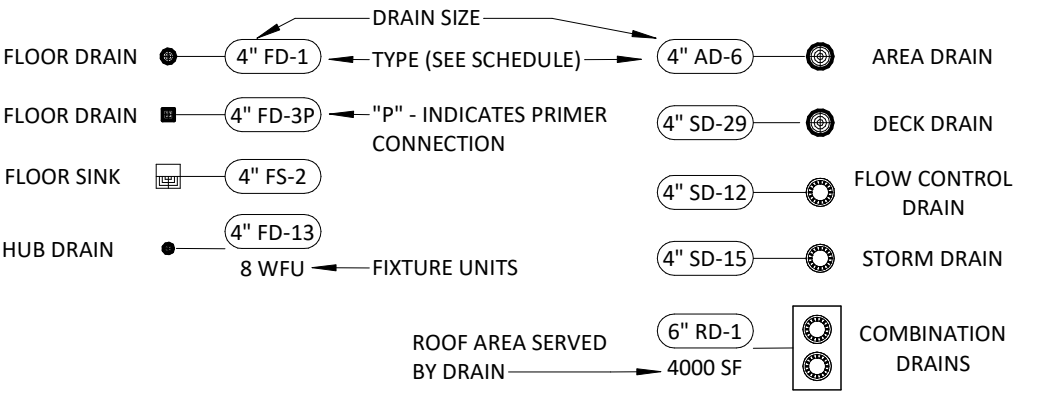 DRAIN SIZE
FLOOR DRAIN
4" FD-1
TYPE (SEE SCHEDULE)
4" AD-6
AREA DRAIN
FLOOR DRAIN
4" FD-3P
"P" - INDICATES PRIMER
CONNECTION
4" SD-29
DECK DRAIN
FLOOR SINK
4" FS-2
4" SD-12
FLOW CONTROL
DRAIN
HUB DRAIN
4" FD-13
8 WFU
FIXTURE UNITS
4" SD-15
STORM DRAIN
ROOF AREA SERVED
BY DRAIN
6" RD-1
4000 SF
COMBINATION
DRAINS